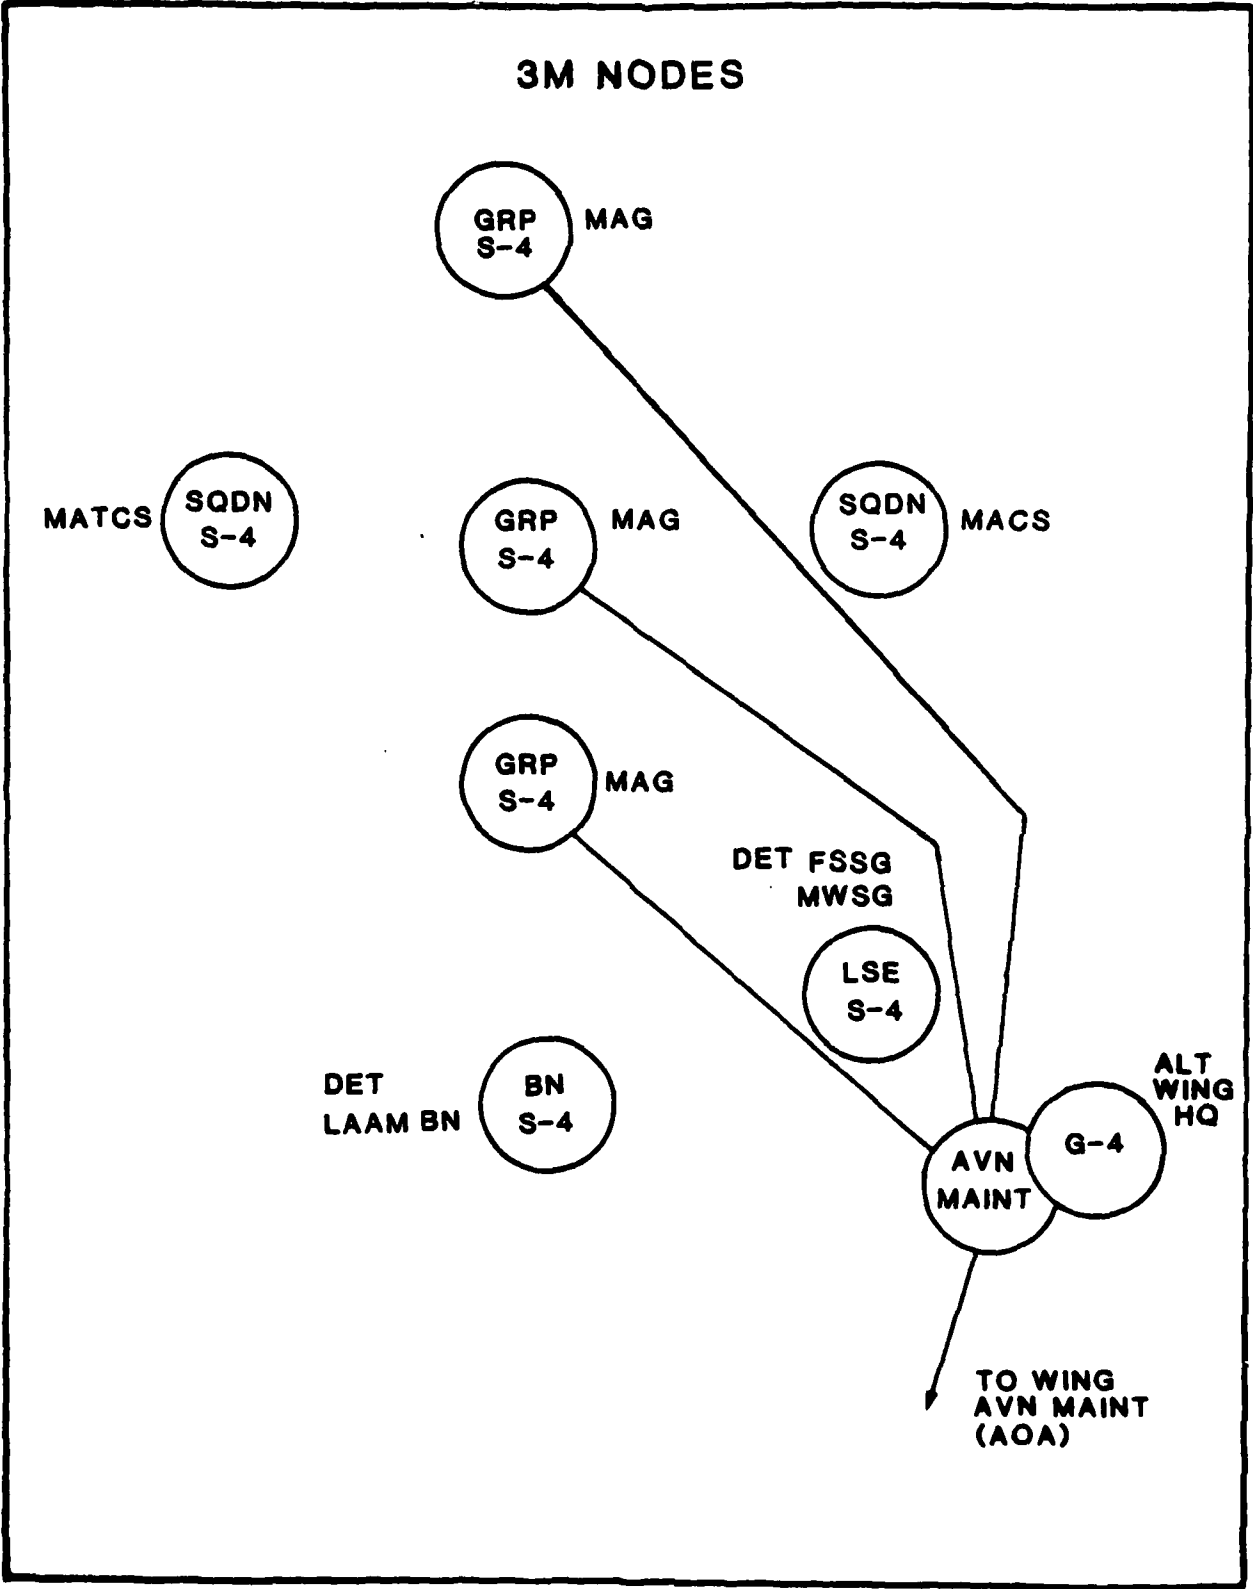 3M NODES
GRP
S-4
MAG
MATCS
SQDN
S-4
GRP
S-4
MAG
SQDN
S-4
MACS
GRP
S-4
MAG
DET FSSG
MWSG
LSE
S-4
DET
LAAM BN
BN
S-4
ALT
WING
HQ
G-4
AVN
MAINT
TO WING
AVN MAINT
(AOA)